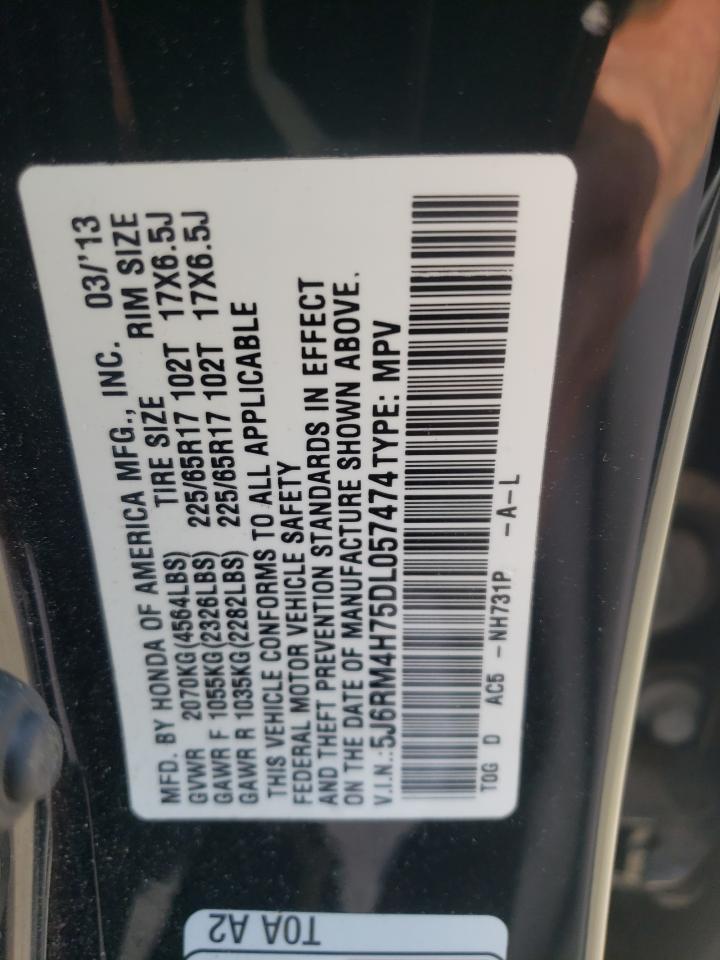 MFD. BY HONDA OF AMERICA MFG., INC. 03/'13
TIRE SIZE RIM SIZE
GVWR 2070KG(4564LBS)
GAWR F 1055KG(2326LBS) 225/65R17 102T 17X6.5J
GAWR R 1035KG(2282LBS) 225/65R17 102T 17X6.5J
THIS VEHICLE CONFORMS TO ALL APPLICABLE
FEDERAL MOTOR VEHICLE SAFETY
AND THEFT PREVENTION STANDARDS IN EFFECT
ON THE DATE OF MANUFACTURE SHOWN ABOVE.
V.I.N.:5J6RM4H75DL057474 TYPE: MPV
T0G D AC5 -NH731P -A-L
T0A A2